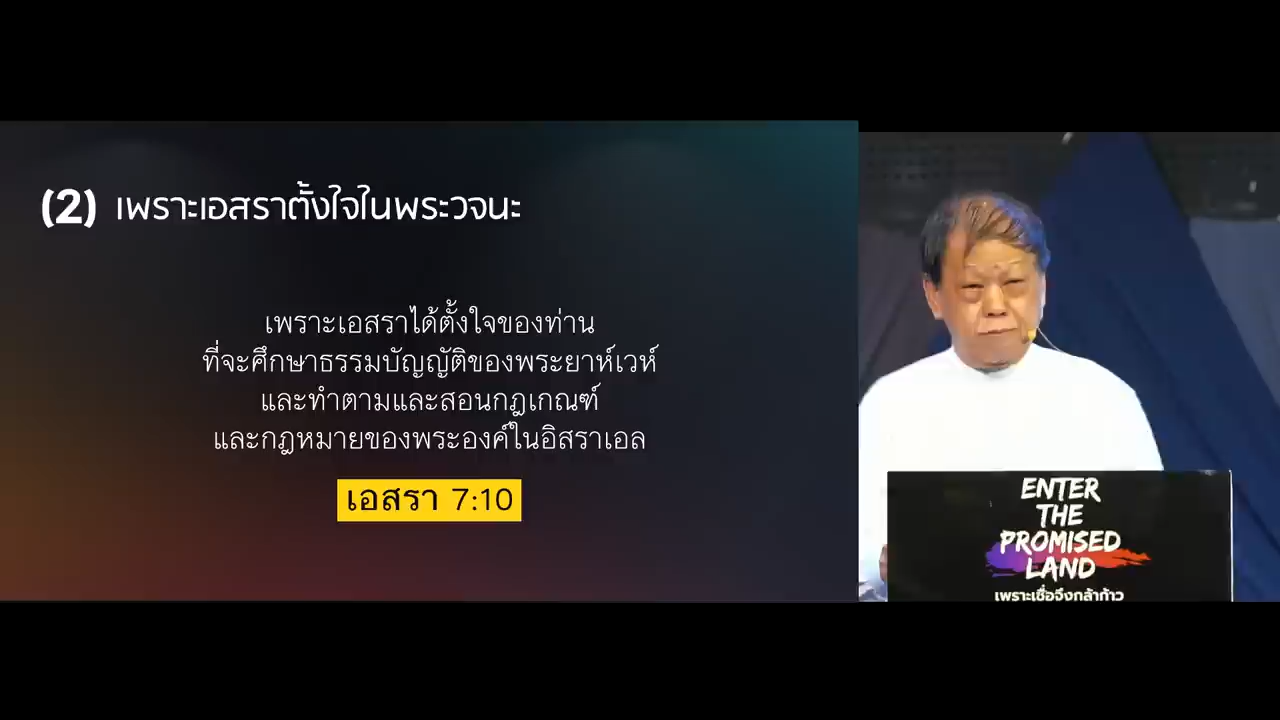 (2) เพราะเอสราตั้งใจในพระวจนะ
เพราะเอสราได้ตั้งใจของท่าน
ที่จะศึกษาธรรมบัญญัติของพระยาห์เวห์
และทำตามและสอนกฎเกณฑ์
และกฎหมายของพระองค์ในอิสราเอล
เอสรา 7:10
ENTER
THE
PROMISED
LAND
เพราะเชื่อจึงกล้าก้าว